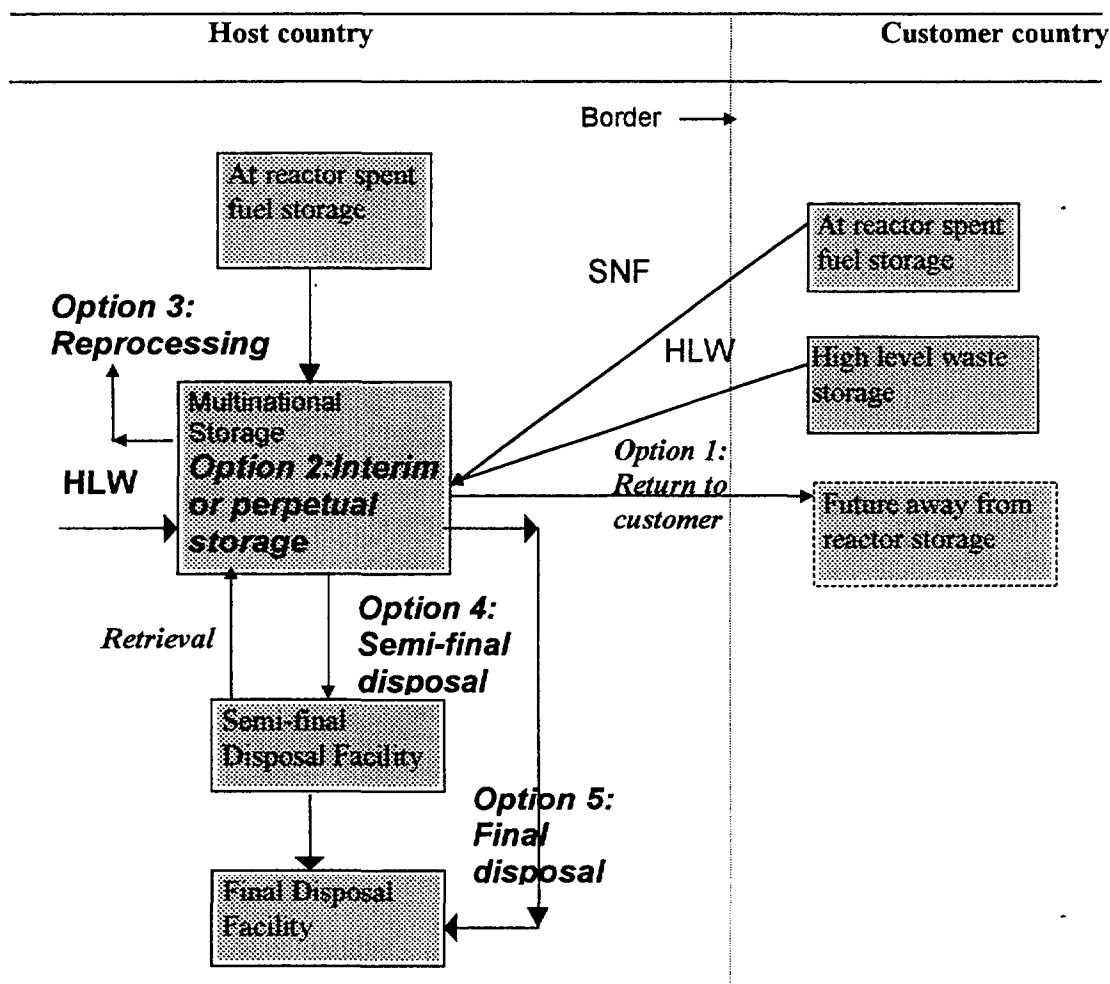 Host country
Customer country
Border
At reactor spent
fuel storage
At reactor spent
fuel storage
SNF
Option 3:
Reprocessing
HLW
High level waste
storage
Multinational
Storage
Option 2:Interim
or perpetual
storage
HLW
Option 1:
Return to
customer
Future away from
reactor storage
Retrieval
Option 4:
Semi-final
disposal
Semi-final
Disposal Facility
Option 5:
Final
disposal
Final Disposal
Facility